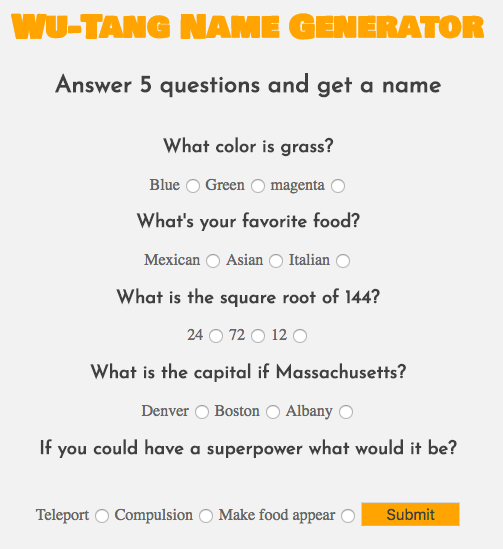 Wu-Tang Name Generator
Answer 5 questions and get a name
What color is grass?
Blue Green magenta
What's your favorite food?
Mexican Asian Italian
What is the square root of 144?
24 72 12
What is the capital if Massachusetts?
Denver Boston Albany
If you could have a superpower what would it be?
Teleport Compulsion Make food appear Submit